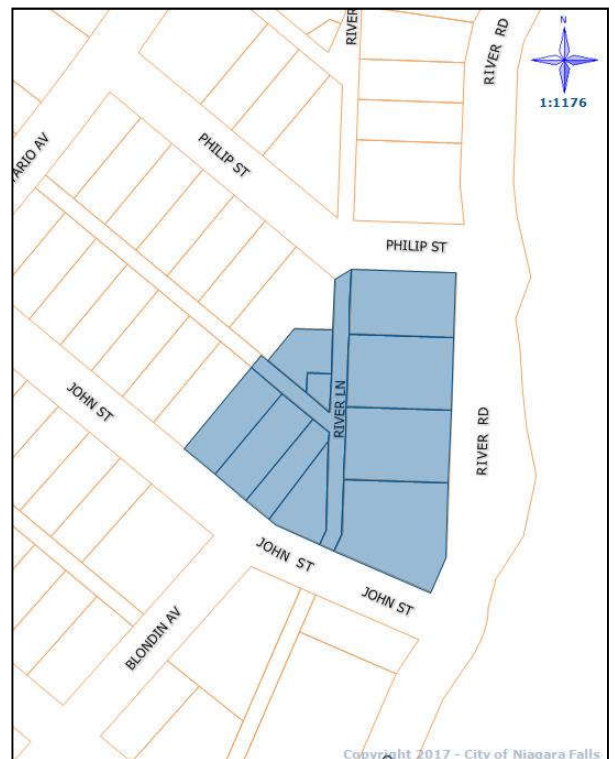 RIVER
RIVER RD
N
1:1176
PHILIP ST
TARIO AV
PHILIP ST
RIVER LN
JOHN ST
RIVER RD
JOHN ST
JOHN ST
BLONDIN AV
Copyright 2017 - City of Niagara Falls